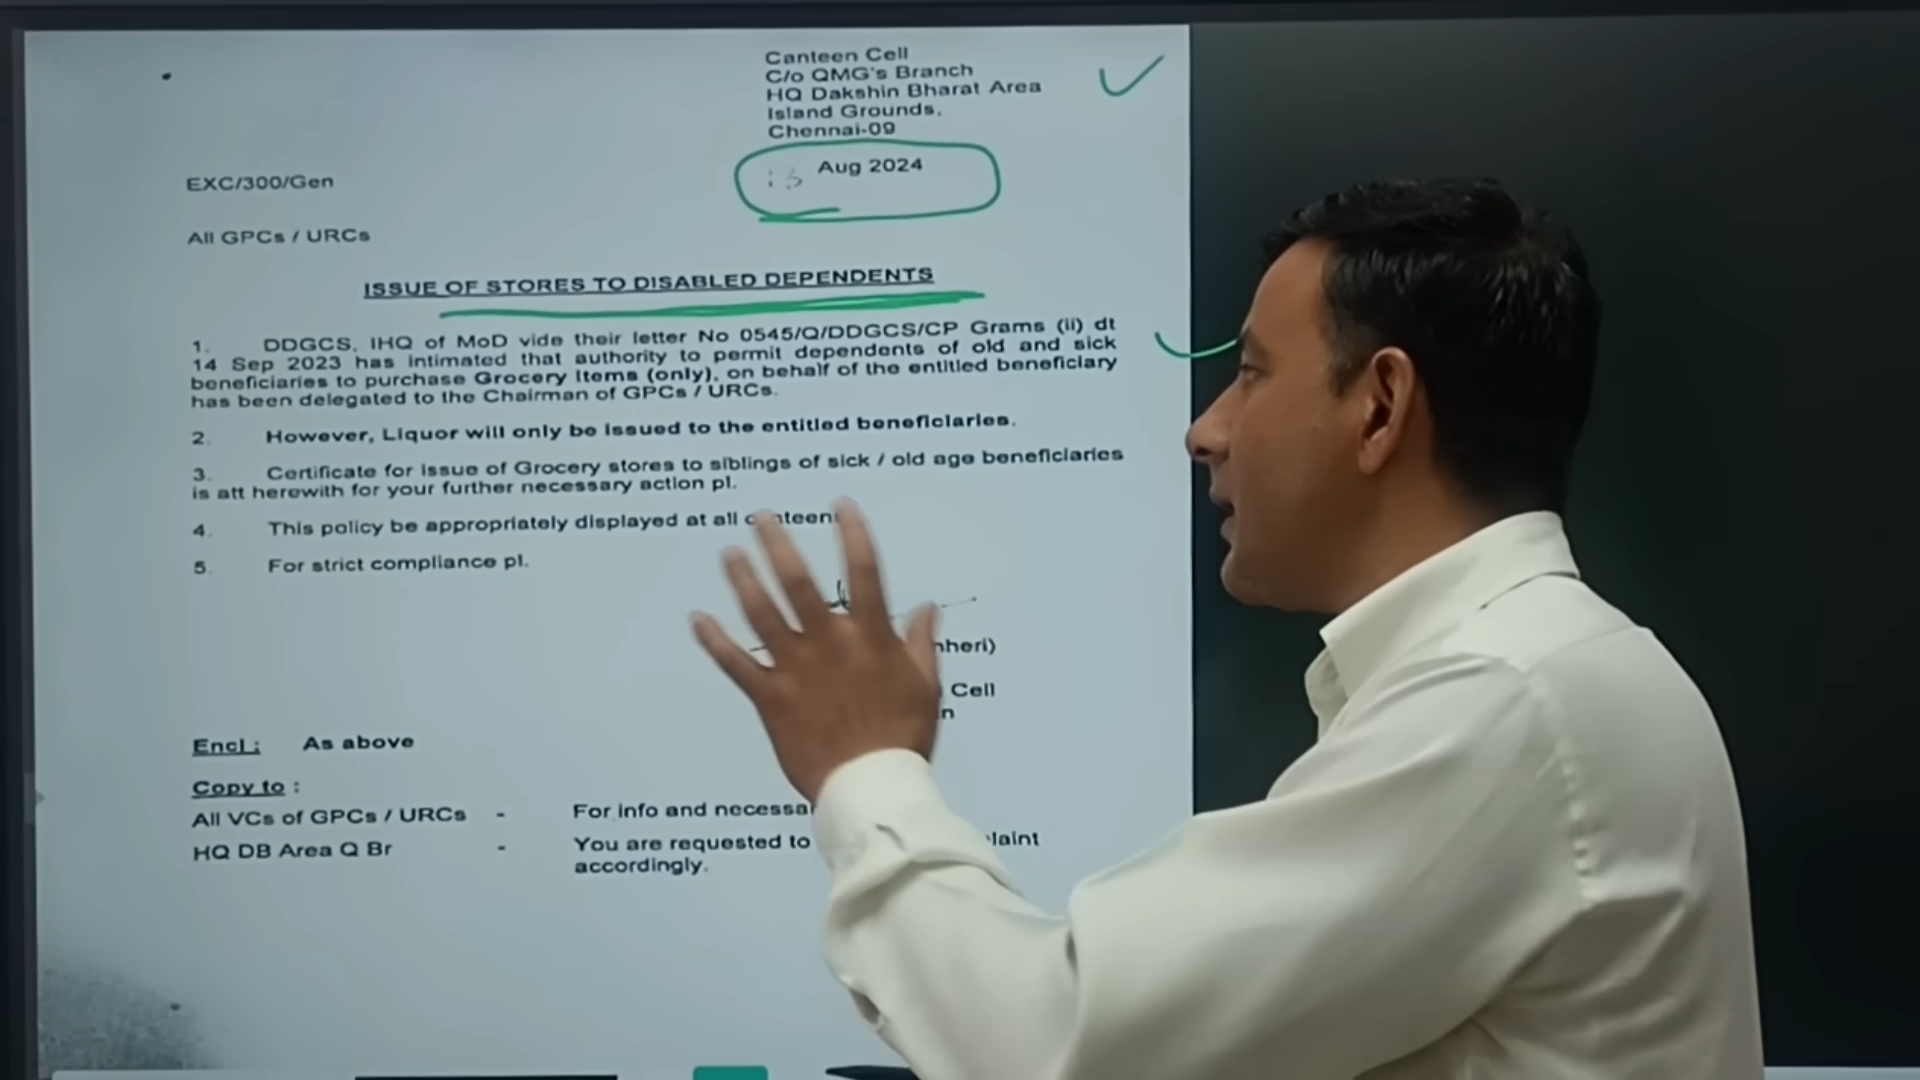 Canteen Cell
C/o QMG's Branch
HQ Dakshin Bharat Area
Island Grounds,
Chennai-09
13 Aug 2024
EXC/300/Gen
All GPCs / URCs
ISSUE OF STORES TO DISABLED DEPENDENTS
1. DDGCS, IHQ of MoD vide their letter No 0545/Q/DDGCS/CP Grams (ii) dt
14 Sep 2023 has intimated that authority to permit dependents of old and sick
beneficiaries to purchase Grocery Items (only), on behalf of the entitled beneficiary
has been delegated to the Chairman of GPCs / URCs.
2. However, Liquor will only be issued to the entitled beneficiaries.
3. Certificate for issue of Grocery stores to siblings of sick / old age beneficiaries
is att herewith for your further necessary action pl.
4. This policy be appropriately displayed at all
5. For strict compliance pl.
Cell
Encl : As above
Copy to :
All VCs of GPCs / URCs - For info and
HQ DB Area Q Br - You are requested to
accordingly.